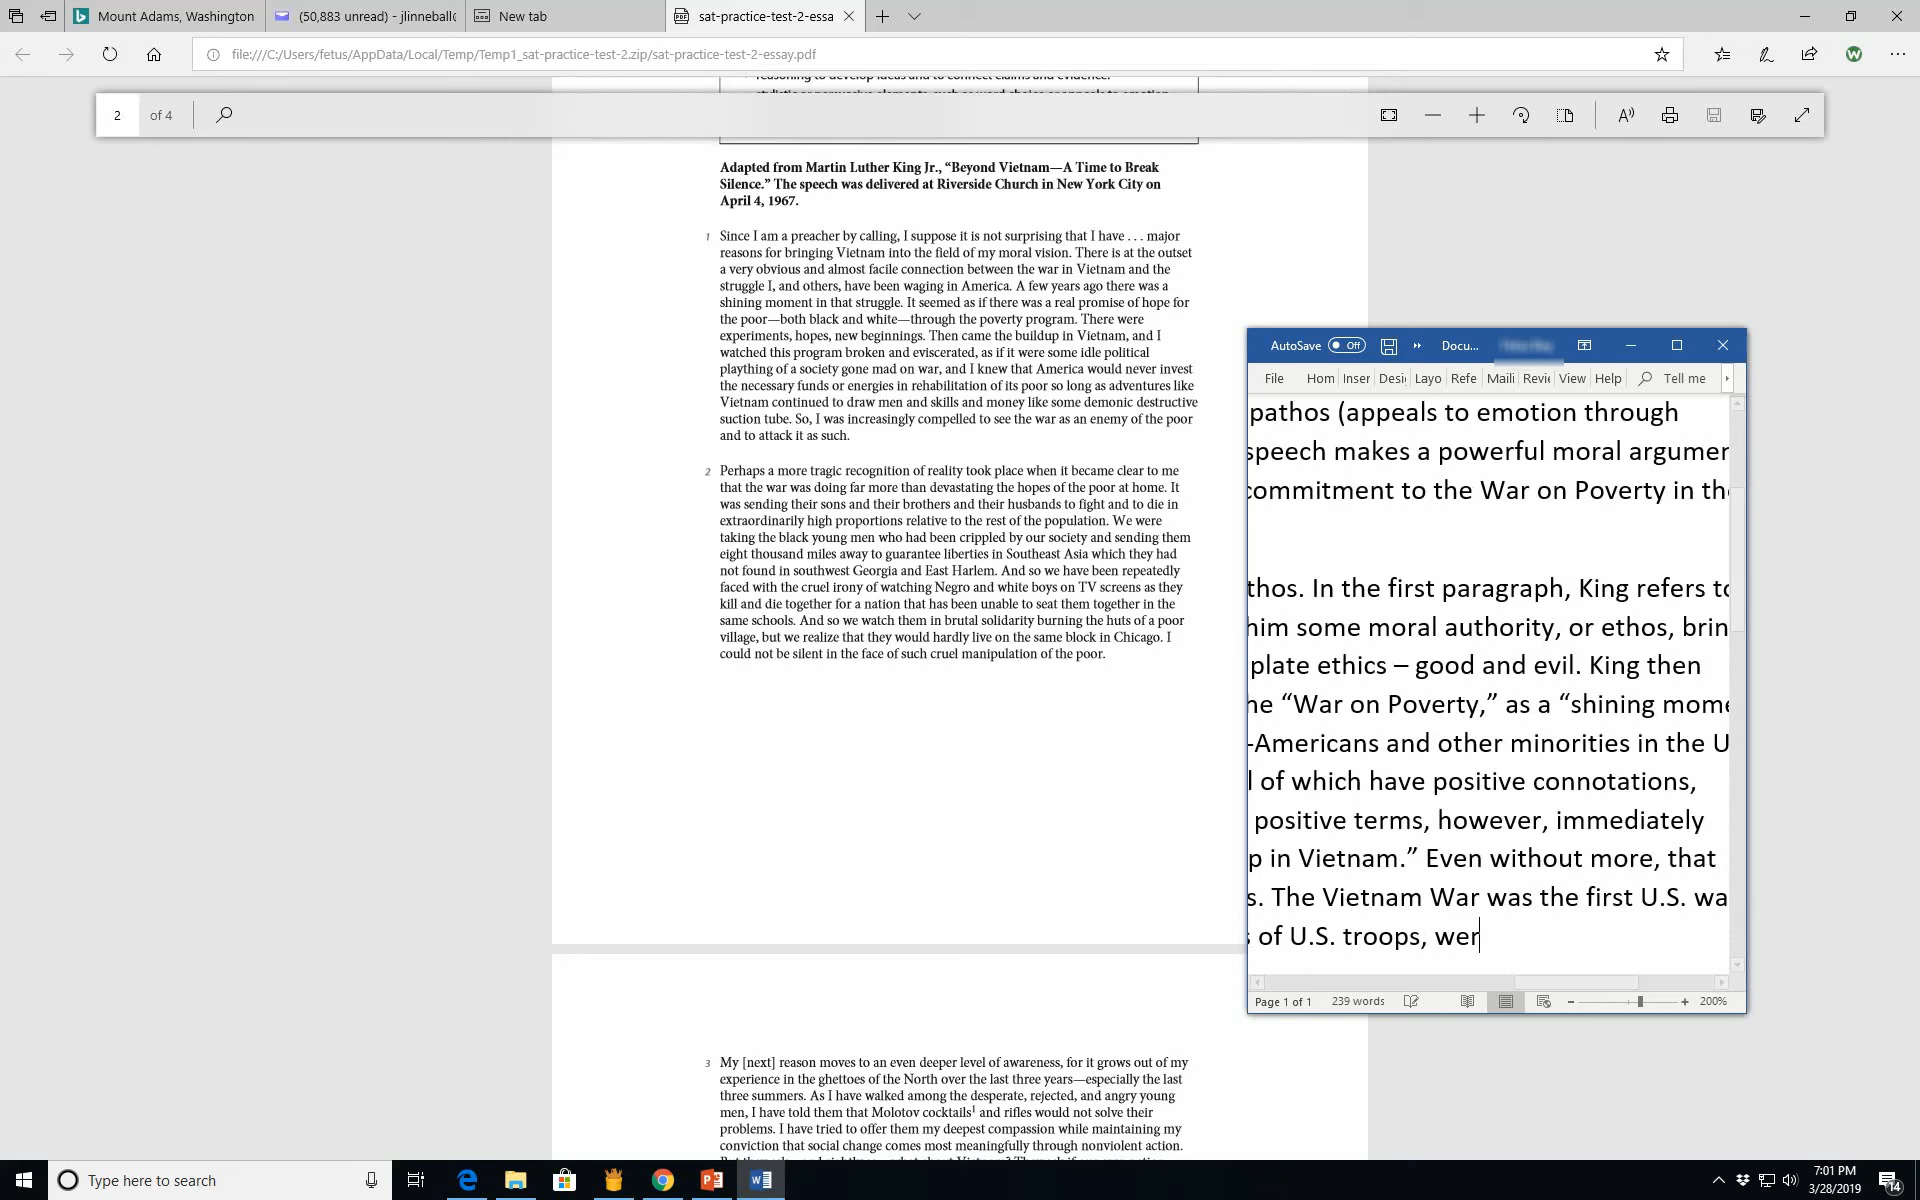 Mount Adams, Washington
(50,883 unread) - jlinneball
New tab
sat-practice-test-2-essa
file:///C:/Users/fetus/AppData/Local/Temp/Temp1_sat-practice-test-2.zip/sat-practice-test-2-essay.pdf
2 of 4
reasoning to develop ideas and to connect claims and evidence.
stylistic or persuasive elements, such as word choice or appeals to emotion,
Adapted from Martin Luther King Jr., “Beyond Vietnam—A Time to Break
Silence.” The speech was delivered at Riverside Church in New York City on
April 4, 1967.
1 Since I am a preacher by calling, I suppose it is not surprising that I have . . . major
reasons for bringing Vietnam into the field of my moral vision. There is at the outset
a very obvious and almost facile connection between the war in Vietnam and the
struggle I, and others, have been waging in America. A few years ago there was a
shining moment in that struggle. It seemed as if there was a real promise of hope for
the poor—both black and white—through the poverty program. There were
experiments, hopes, new beginnings. Then came the buildup in Vietnam, and I
watched this program broken and eviscerated, as if it were some idle political
plaything of a society gone mad on war, and I knew that America would never invest
the necessary funds or energies in rehabilitation of its poor so long as adventures like
Vietnam continued to draw men and skills and money like some demonic destructive
suction tube. So, I was increasingly compelled to see the war as an enemy of the poor
and to attack it as such.
2 Perhaps a more tragic recognition of reality took place when it became clear to me
that the war was doing far more than devastating the hopes of the poor at home. It
was sending their sons and their brothers and their husbands to fight and to die in
extraordinarily high proportions relative to the rest of the population. We were
taking the black young men who had been crippled by our society and sending them
eight thousand miles away to guarantee liberties in Southeast Asia which they had
not found in southwest Georgia and East Harlem. And so we have been repeatedly
faced with the cruel irony of watching Negro and white boys on TV screens as they
kill and die together for a nation that has been unable to seat them together in the
same schools. And so we watch them in brutal solidarity burning the huts of a poor
village, but we realize that they would hardly live on the same block in Chicago. I
could not be silent in the face of such cruel manipulation of the poor.
3 My [next] reason moves to an even deeper level of awareness, for it grows out of my
experience in the ghettoes of the North over the last three years—especially the last
three summers. As I have walked among the desperate, rejected, and angry young
men, I have told them that Molotov cocktails1 and rifles would not solve their
problems. I have tried to offer them my deepest compassion while maintaining my
conviction that social change comes most meaningfully through nonviolent action.
AutoSave Off Docu...
File Hom Inser Desi Layo Refe Maili Revie View Help Tell me
pathos (appeals to emotion through
speech makes a powerful moral argumen
commitment to the War on Poverty in the
thos. In the first paragraph, King refers to
him some moral authority, or ethos, brin
plate ethics – good and evil. King then
he “War on Poverty,” as a “shining mome
-Americans and other minorities in the U
l of which have positive connotations,
positive terms, however, immediately
p in Vietnam.” Even without more, that
s. The Vietnam War was the first U.S. wa
s of U.S. troops, wer
Page 1 of 1 239 words 200%
Type here to search
7:01 PM
3/28/2019
14